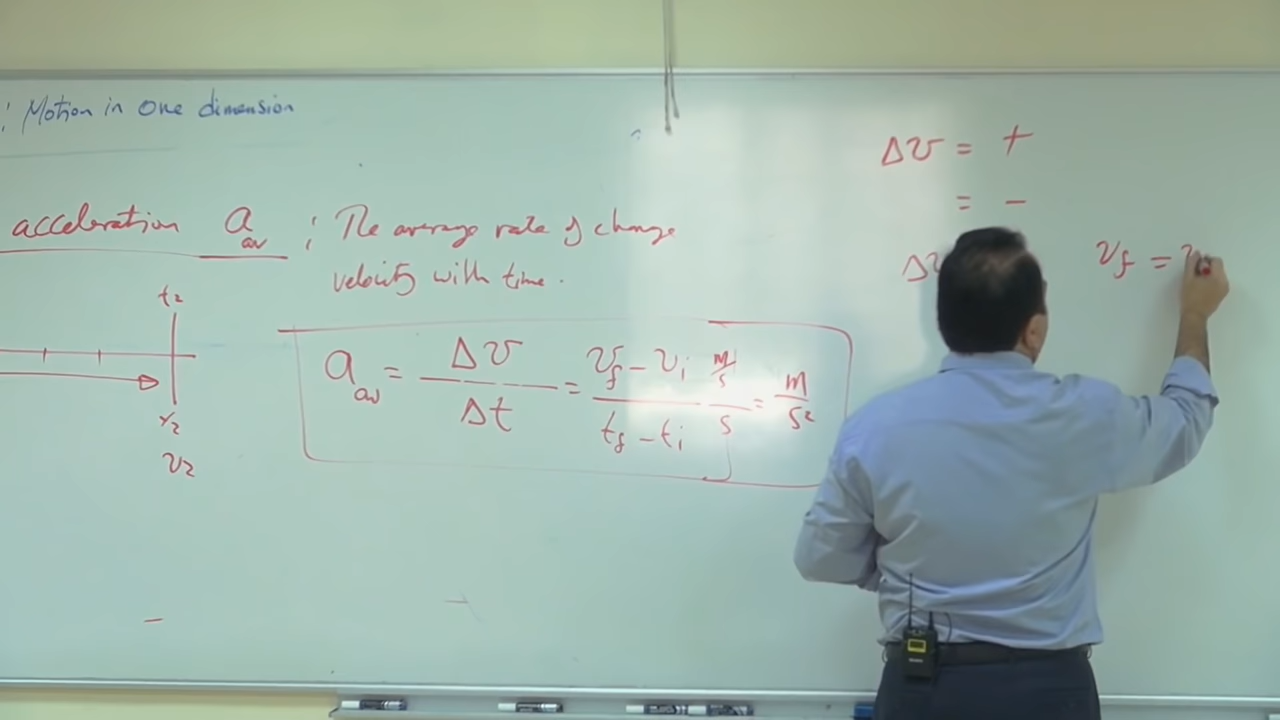 : Motion in One dimension
acceleration a_av : The average rate of change
velocity with time.
t₂
x₂
v₂
a_av = Δv / Δt = (v_f - v_i) / (t_f - t_i) (m/s) / s = m / s²
Δv = +
= -
v_f =